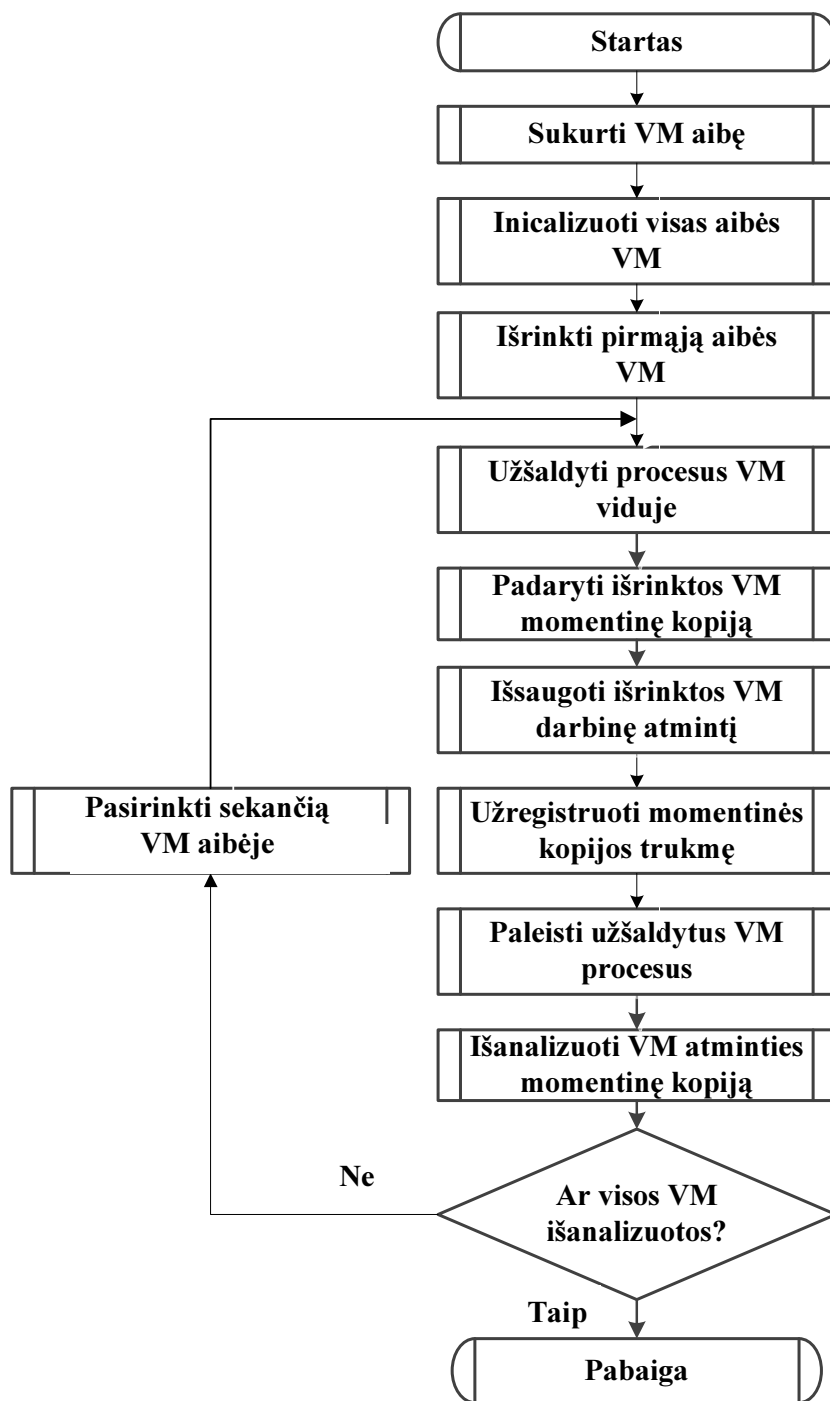 Startas
Sukurti VM aibę
Inicalizuoti visas aibės
VM
Išrinkti pirmąją aibės
VM
Užšaldyti procesus VM
viduje
Padaryti išrinktos VM
momentinę kopiją
Išsaugoti išrinktos VM
darbinę atmintį
Pasirinkti sekančią
VM aibėje
Užregistruoti momentinės
kopijos trukmę
Paleisti užšaldytus VM
procesus
Išanalizuoti VM atminties
momentinę kopiją
Ne
Ar visos VM
išanalizuotos?
Taip
Pabaiga